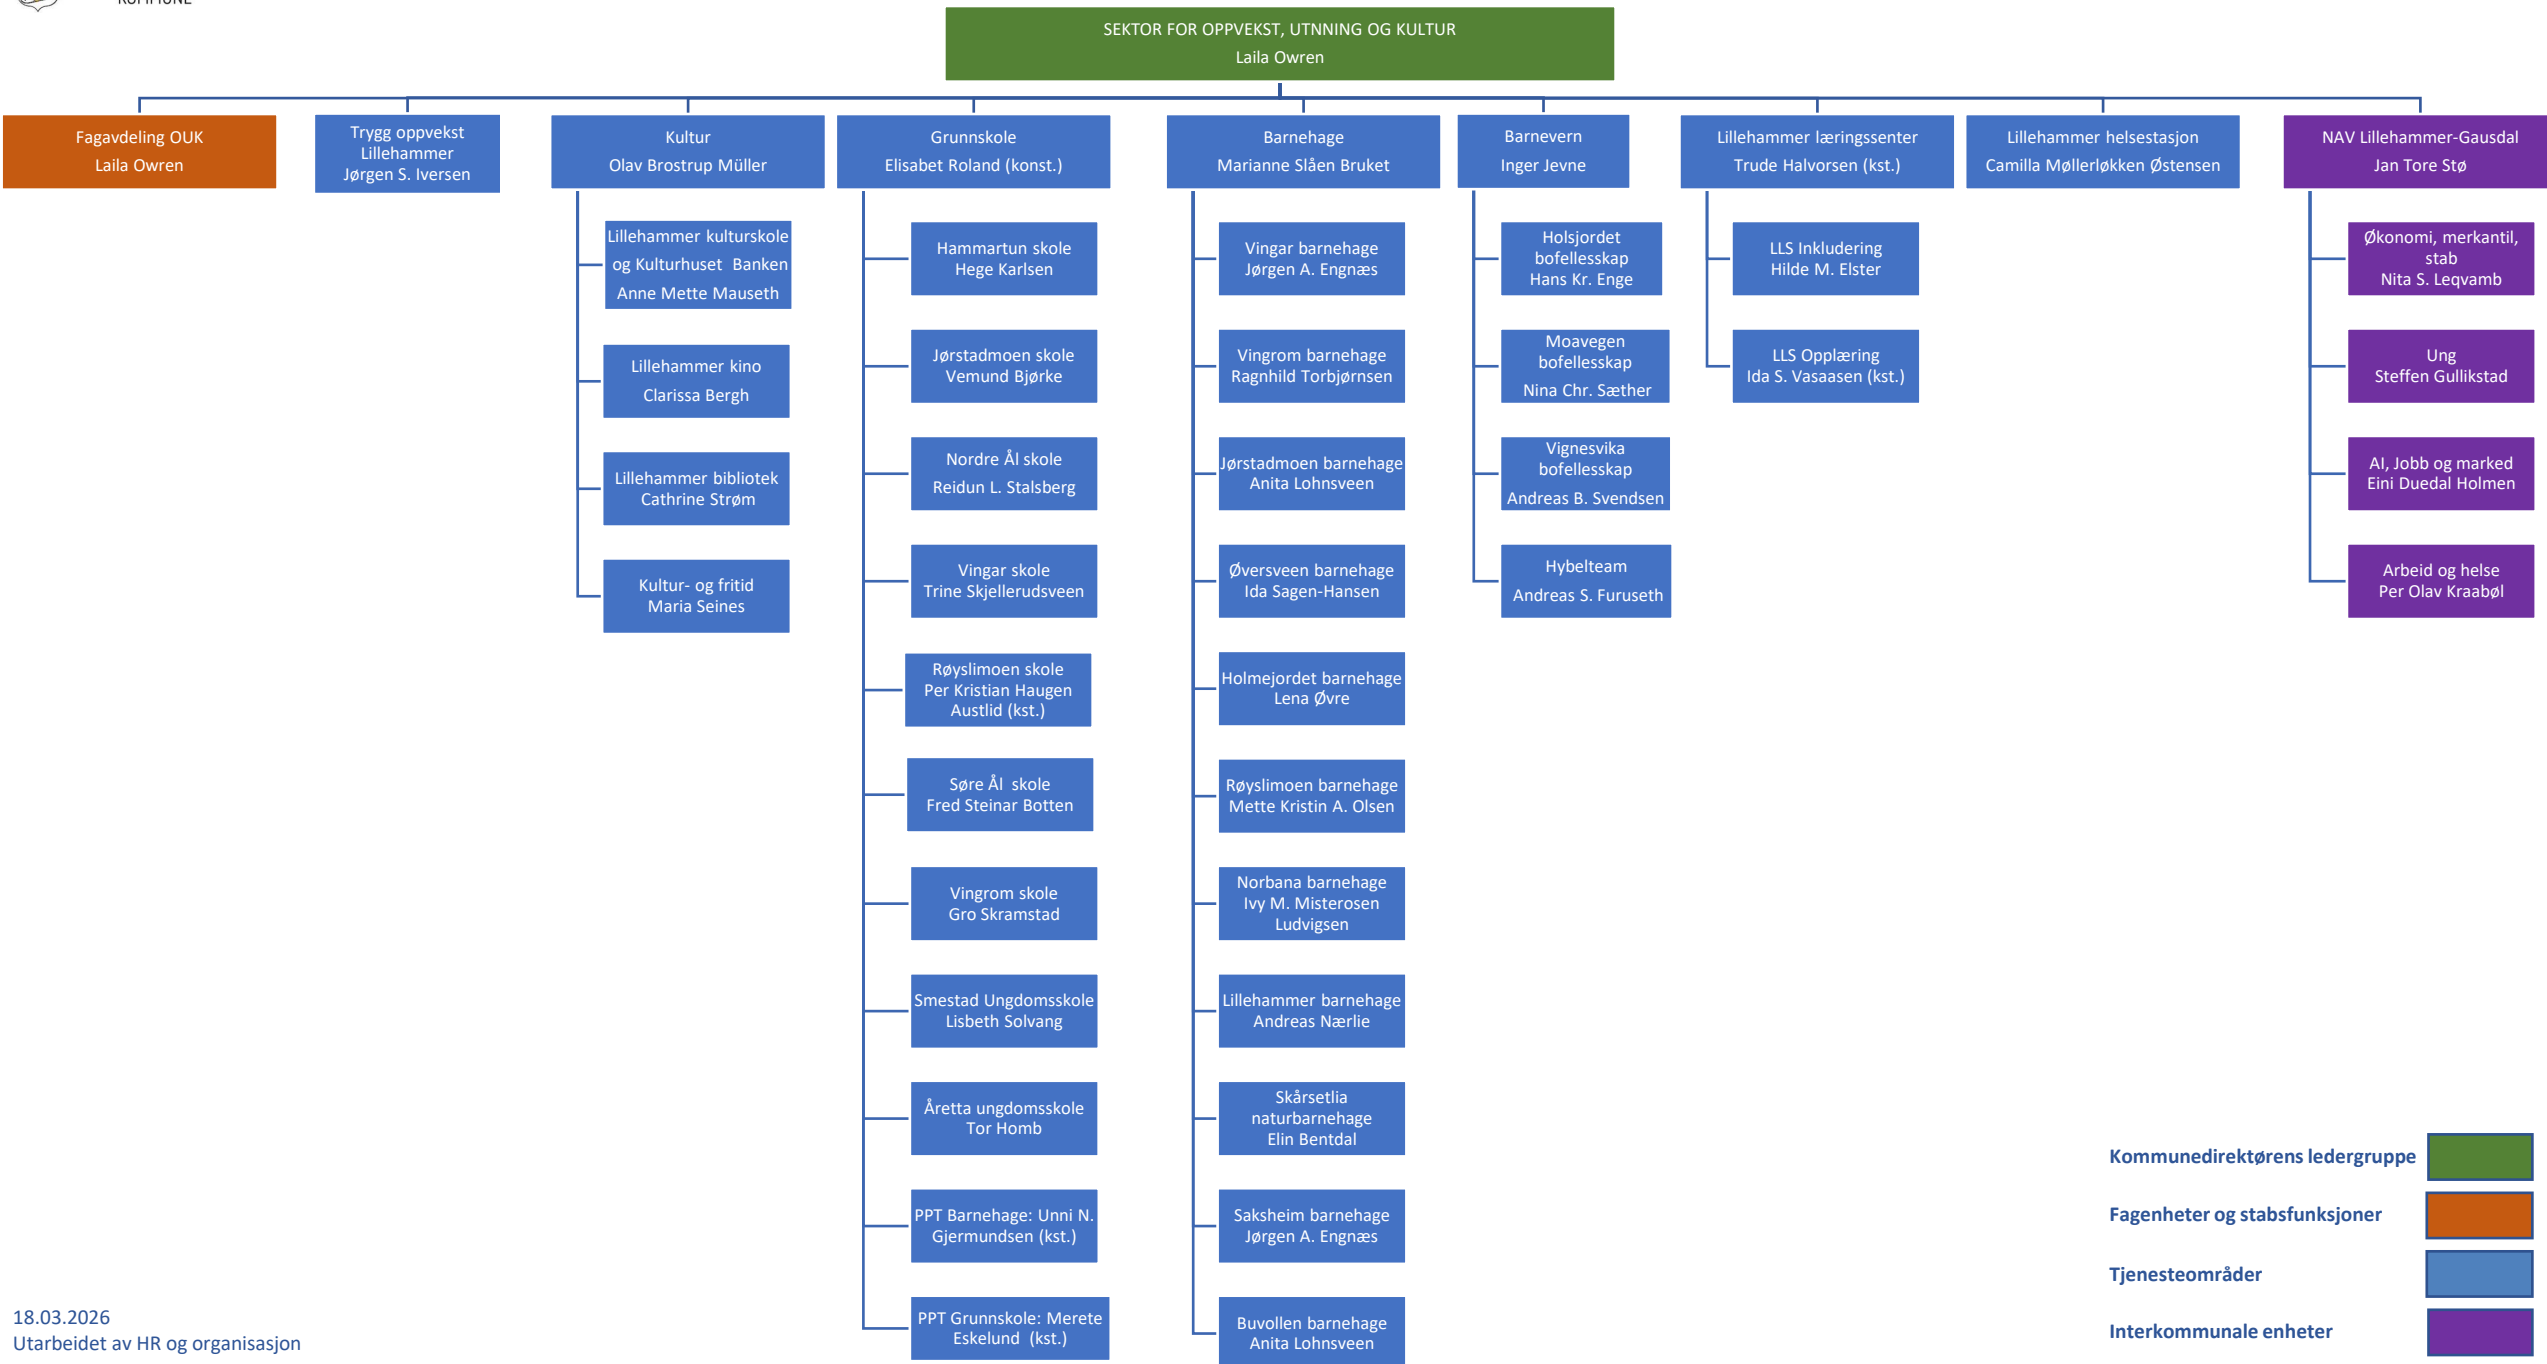 KOMMUNE
SEKTOR FOR OPPVEKST, UTNNING OG KULTUR
Laila Owren
Fagavdeling OUK
Laila Owren
Trygg oppvekst
Lillehammer
Jørgen S. Iversen
Kultur
Olav Brostrup Müller
Grunnskole
Elisabet Roland (konst.)
Barnehage
Marianne Slåen Bruket
Barnevern
Inger Jevne
Lillehammer læringssenter
Trude Halvorsen (kst.)
Lillehammer helsestasjon
Camilla Møllerløkken Østensen
NAV Lillehammer-Gausdal
Jan Tore Stø
Lillehammer kulturskole
og Kulturhuset  Banken
Anne Mette Mauseth
Lillehammer kino
Clarissa Bergh
Lillehammer bibliotek
Cathrine Strøm
Kultur- og fritid
Maria Seines
Hammartun skole
Hege Karlsen
Jørstadmoen skole
Vemund Bjørke
Nordre Ål skole
Reidun L. Stalsberg
Vingar skole
Trine Skjellerudsveen
Røyslimoen skole
Per Kristian Haugen
Austlid (kst.)
Søre Ål  skole
Fred Steinar Botten
Vingrom skole
Gro Skramstad
Smestad Ungdomsskole
Lisbeth Solvang
Åretta ungdomsskole
Tor Homb
PPT Barnehage: Unni N.
Gjermundsen (kst.)
PPT Grunnskole: Merete
Eskelund  (kst.)
Vingar barnehage
Jørgen A. Engnæs
Vingrom barnehage
Ragnhild Torbjørnsen
Jørstadmoen barnehage
Anita Lohnsveen
Øversveen barnehage
Ida Sagen-Hansen
Holmejordet barnehage
Lena Øvre
Røyslimoen barnehage
Mette Kristin A. Olsen
Norbana barnehage
Ivy M. Misterosen
Ludvigsen
Lillehammer barnehage
Andreas Nærlie
Skårsetlia
naturbarnehage
Elin Bentdal
Saksheim barnehage
Jørgen A. Engnæs
Buvollen barnehage
Anita Lohnsveen
Holsjordet
bofellesskap
Hans Kr. Enge
Moavegen
bofellesskap
Nina Chr. Sæther
Vignesvika
bofellesskap
Andreas B. Svendsen
Hybelteam
Andreas S. Furuseth
LLS Inkludering
Hilde M. Elster
LLS Opplæring
Ida S. Vasaasen (kst.)
Økonomi, merkantil,
stab
Nita S. Leqvamb
Ung
Steffen Gullikstad
AI, Jobb og marked
Eini Duedal Holmen
Arbeid og helse
Per Olav Kraabøl
Kommunedirektørens ledergruppe
Fagenheter og stabsfunksjoner
Tjenesteområder
Interkommunale enheter
18.03.2026
Utarbeidet av HR og organisasjon